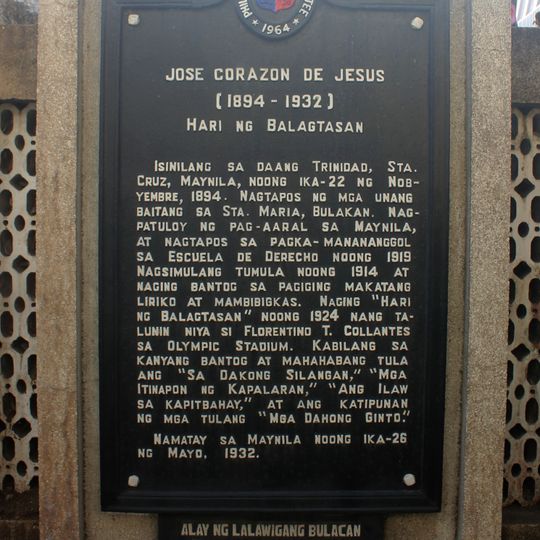 1964
JOSE CORAZON DE JESUS
(1894 - 1932)
HARI NG BALAGTASAN
ISINILANG SA DAANG TRINIDAD, STA.
CRUZ, MAYNILA, NOONG IKA-22 NG NOB-
YEMBRE, 1894. NAGTAPOS NG MGA UNANG
BAITANG SA STA. MARIA, BULAKAN. NAG-
PATULOY NG PAG-AARAL SA MAYNILA,
AT NAGTAPOS SA PAGKA-MANANANGGOL
SA ESCUELA DE DERECHO NOONG 1919
NAGSIMULANG TUMULA NOONG 1914 AT
NAGING BANTOG SA PAGIGING MAKATANG
LIRIKO AT MAMBIBIGKAS. NAGING "HARI
NG BALAGTASAN" NOONG 1924 NANG TA-
LUNIN NIYA SI FLORENTINO T. COLLANTES
SA OLYMPIC STADIUM. KABILANG SA
KANYANG BANTOG AT MAHAHABANG TULA
ANG "SA DAKONG SILANGAN," "MGA
ITINAPON NG KAPALARAN," "ANG ILAW
SA KAPITBAHAY," AT ANG KATIPUNAN
NG MGA TULANG "MGA DAHONG GINTO."
NAMATAY SA MAYNILA NOONG IKA-26
NG MAYO, 1932.
ALAY NG LALAWIGANG BULACAN